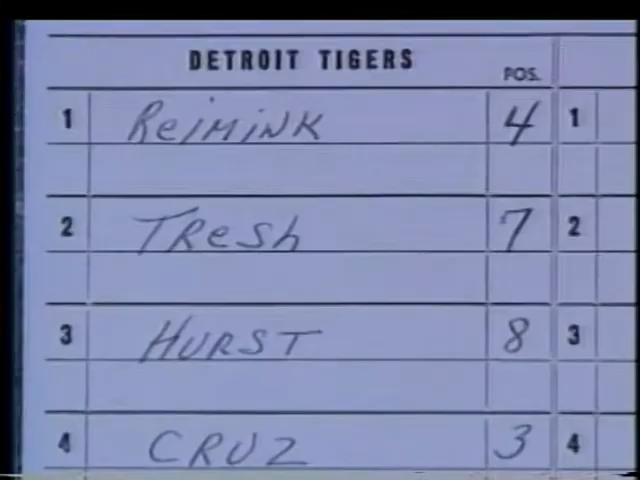 DETROIT TIGERS POS.
1 ReiMiNK 4 1
2 TResh 7 2
3 HURST 8 3
4 CRUZ 3 4